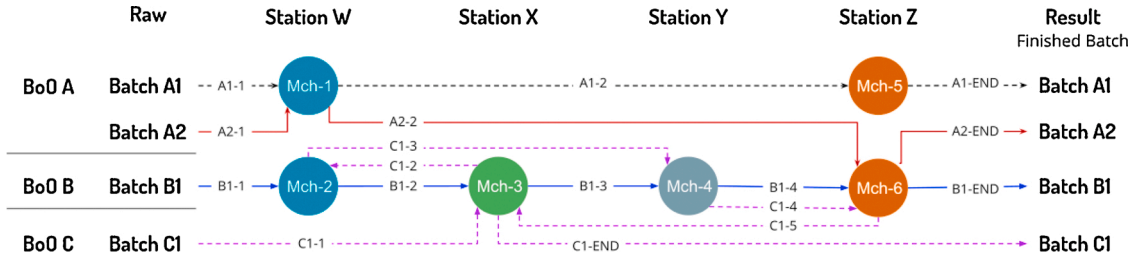 Raw Station W Station X Station Y Station Z Result
Finished Batch
BoO A Batch A1 A1-1 Mch-1 A1-2 Mch-5 A1-END Batch A1
Batch A2 A2-1 A2-2 A2-END Batch A2
C1-3
C1-2
BoO B Batch B1 B1-1 Mch-2 B1-2 Mch-3 B1-3 Mch-4 B1-4 Mch-6 B1-END Batch B1
C1-4
C1-5
BoO C Batch C1 C1-1 C1-END Batch C1